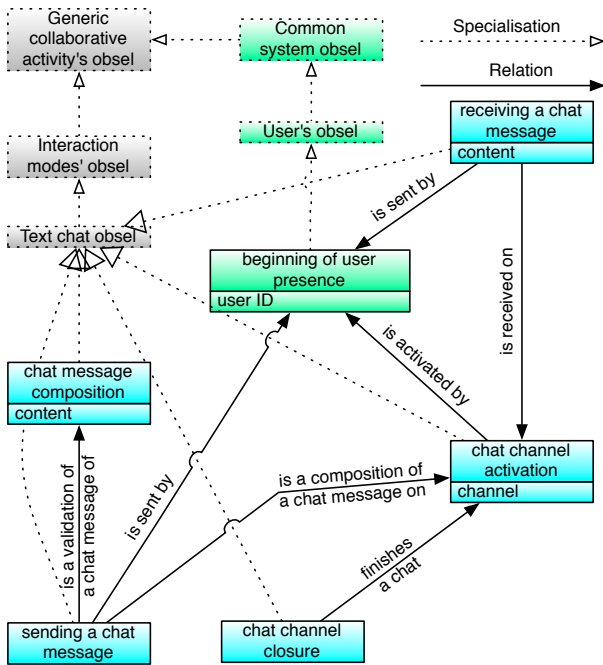 Generic
collaborative
activity's obsel
Common
system obsel
Specialisation
Relation
receiving a chat
message
content
User's obsel
Interaction
modes' obsel
Text chat obsel
is sent by
beginning of user
presence
user ID
is received on
is activated by
chat message
composition
content
chat channel
activation
channel
is a composition of
a chat message on
is sent by
is a validation of
a chat message of
finishes
a chat
sending a chat
message
chat channel
closure